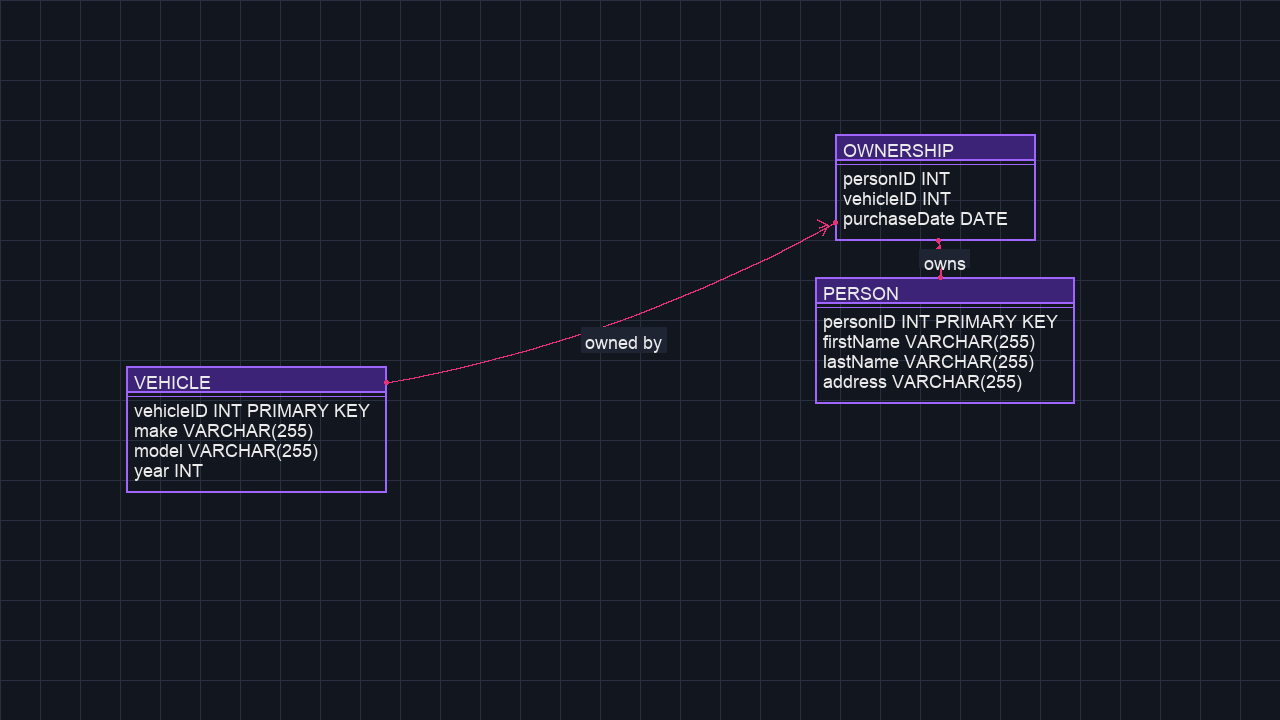 OWNERSHIP
personID INT
vehicleID INT
purchaseDate DATE
owns
PERSON
personID INT PRIMARY KEY
firstName VARCHAR(255)
lastName VARCHAR(255)
address VARCHAR(255)
owned by
VEHICLE
vehicleID INT PRIMARY KEY
make VARCHAR(255)
model VARCHAR(255)
year INT